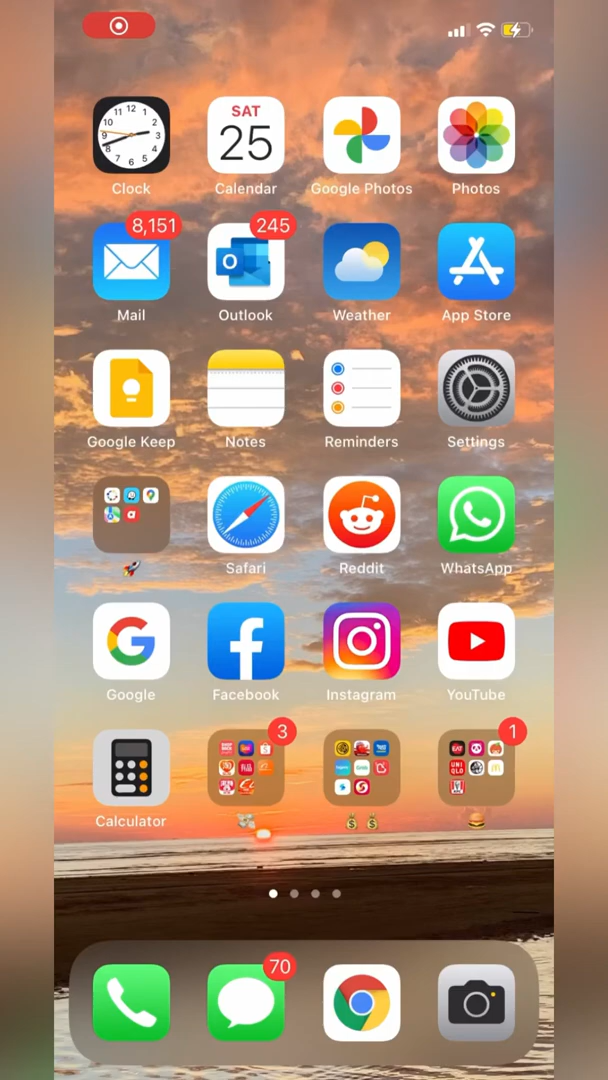 SAT
25
Clock
Calendar
Google Photos
Photos
8,151
245
Mail
Outlook
Weather
App Store
Google Keep
Notes
Reminders
Settings
🚀
Safari
Reddit
WhatsApp
Google
Facebook
Instagram
YouTube
3
1
Calculator
💸
💰💰
🍔
70